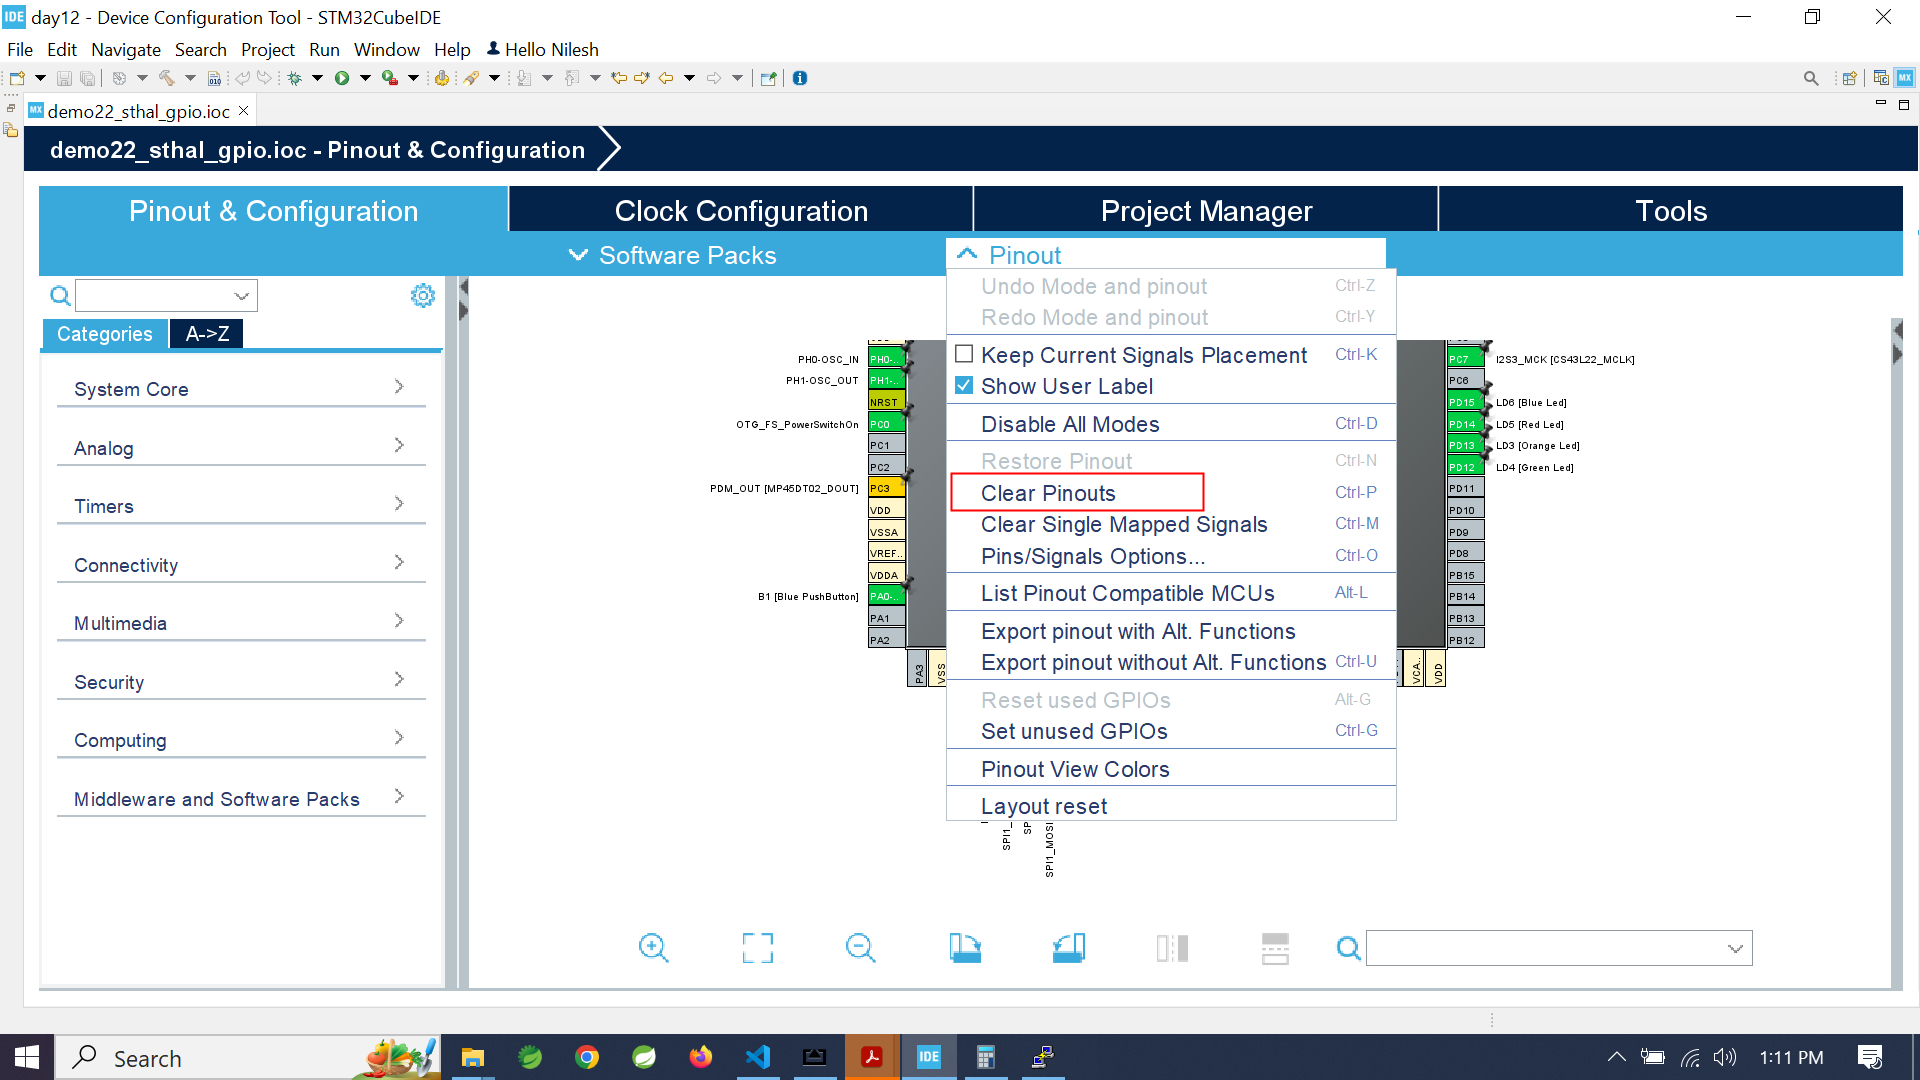 IDE day12 - Device Configuration Tool - STM32CubeIDE
File Edit Navigate Search Project Run Window Help Hello Nilesh
010
MX
MX demo22_sthal_gpio.ioc
demo22_sthal_gpio.ioc - Pinout & Configuration
Pinout & Configuration
Clock Configuration
Project Manager
Tools
Software Packs
Pinout
Categories
A->Z
System Core
Analog
Timers
Connectivity
Multimedia
Security
Computing
Middleware and Software Packs
Undo Mode and pinout Ctrl-Z
Redo Mode and pinout Ctrl-Y
Keep Current Signals Placement Ctrl-K
Show User Label
Disable All Modes Ctrl-D
Restore Pinout Ctrl-N
Clear Pinouts Ctrl-P
Clear Single Mapped Signals Ctrl-M
Pins/Signals Options... Ctrl-O
List Pinout Compatible MCUs Alt-L
Export pinout with Alt. Functions
Export pinout without Alt. Functions Ctrl-U
Reset used GPIOs Alt-G
Set unused GPIOs Ctrl-G
Pinout View Colors
Layout reset
PH0-OSC_IN PH0-..
PH1-OSC_OUT PH1-..
NRST
OTG_FS_PowerSwitchOn PC0
PC1
PC2
PDM_OUT [MP45DT02_DOUT] PC3
VDD
VSSA
VREF..
VDDA
B1 [Blue PushButton] PA0-..
PA1
PA2
PA3
VSS
PC7 I2S3_MCK [CS43L22_MCLK]
PC6
PD15 LD6 [Blue Led]
PD14 LD5 [Red Led]
PD13 LD3 [Orange Led]
PD12 LD4 [Green Led]
PD11
PD10
PD9
PD8
PB15
PB14
PB13
PB12
VCA..
VDD
SPI1_
SP
SPI1_MOSI
Search
IDE
1:11 PM